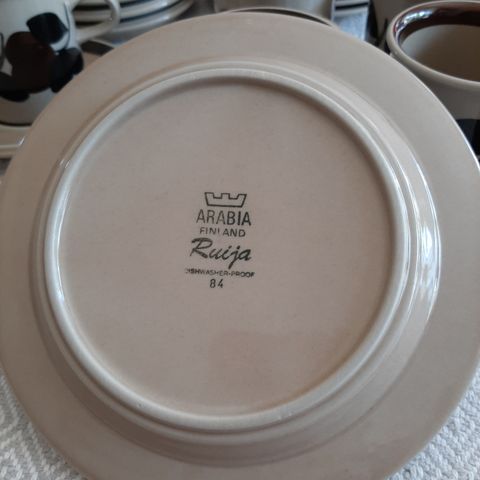 ARABIA
FINLAND
Ruija
DISHWASHER-PROOF
84